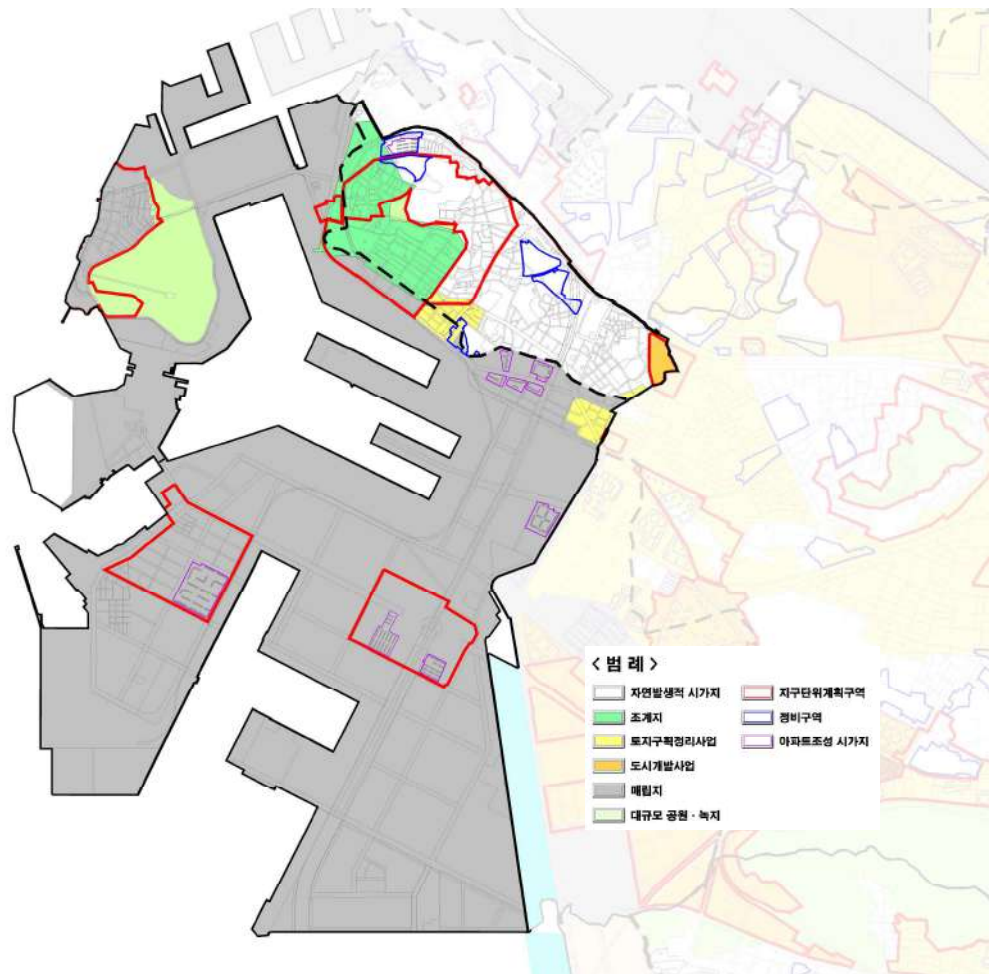 < 범 례 >
자연발생적 시가지
조계지
토지구획정리사업
도시개발사업
매립지
대규모 공원 · 녹지
지구단위계획구역
정비구역
아파트조성 시가지